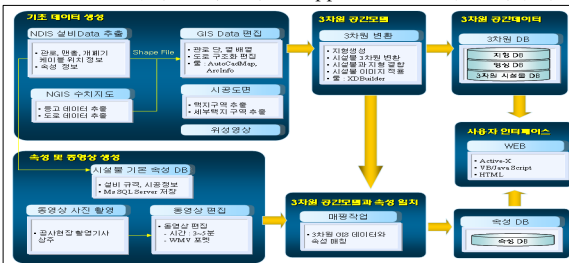 기초 데이터 생성
NDIS 설비Data 추출
• 관로, 맨홀, 개폐기
케이블 위치 정보
• 속성 정보
Shape File
GIS Data 편집
• 관로 단, 열 배열
• 도로 구조화 편집
• 툴 : AutoCadMap,
ArcInfo
NGIS 수치지도
• 등고 데이터 추출
• 도로 데이터 추출
시공도면
• 택지구역 추출
• 세부택지 구역 추출
위성영상
3차원 공간모델
3차원 변환
• 지형생성
• 시설물 3차원 변환
• 시설물과 지형 결합
• 시설물 이미지 적용
• 툴 : XDBuilder
3차원 공간데이터
3차원 DB
지형 DB
영상 DB
3차원 시설물 DB
사용자 인터페이스
WEB
• Active-X
• VB/Java Script
• HTML
속성 및 동영상 생성
시설물 기본 속성 DB
• 설비 규격, 시공정보
• Ms SQL Server 저장
동영상 사진 촬영
• 공사현장 촬영기사
상주
동영상 편집
• 동영상 편집
- 시간 : 3~5분
- WMV 포맷
3차원 공간모델과 속성 일치
매핑작업
• 3차원 GIS 데이터와
속성 매칭
속성 DB
속성 DB